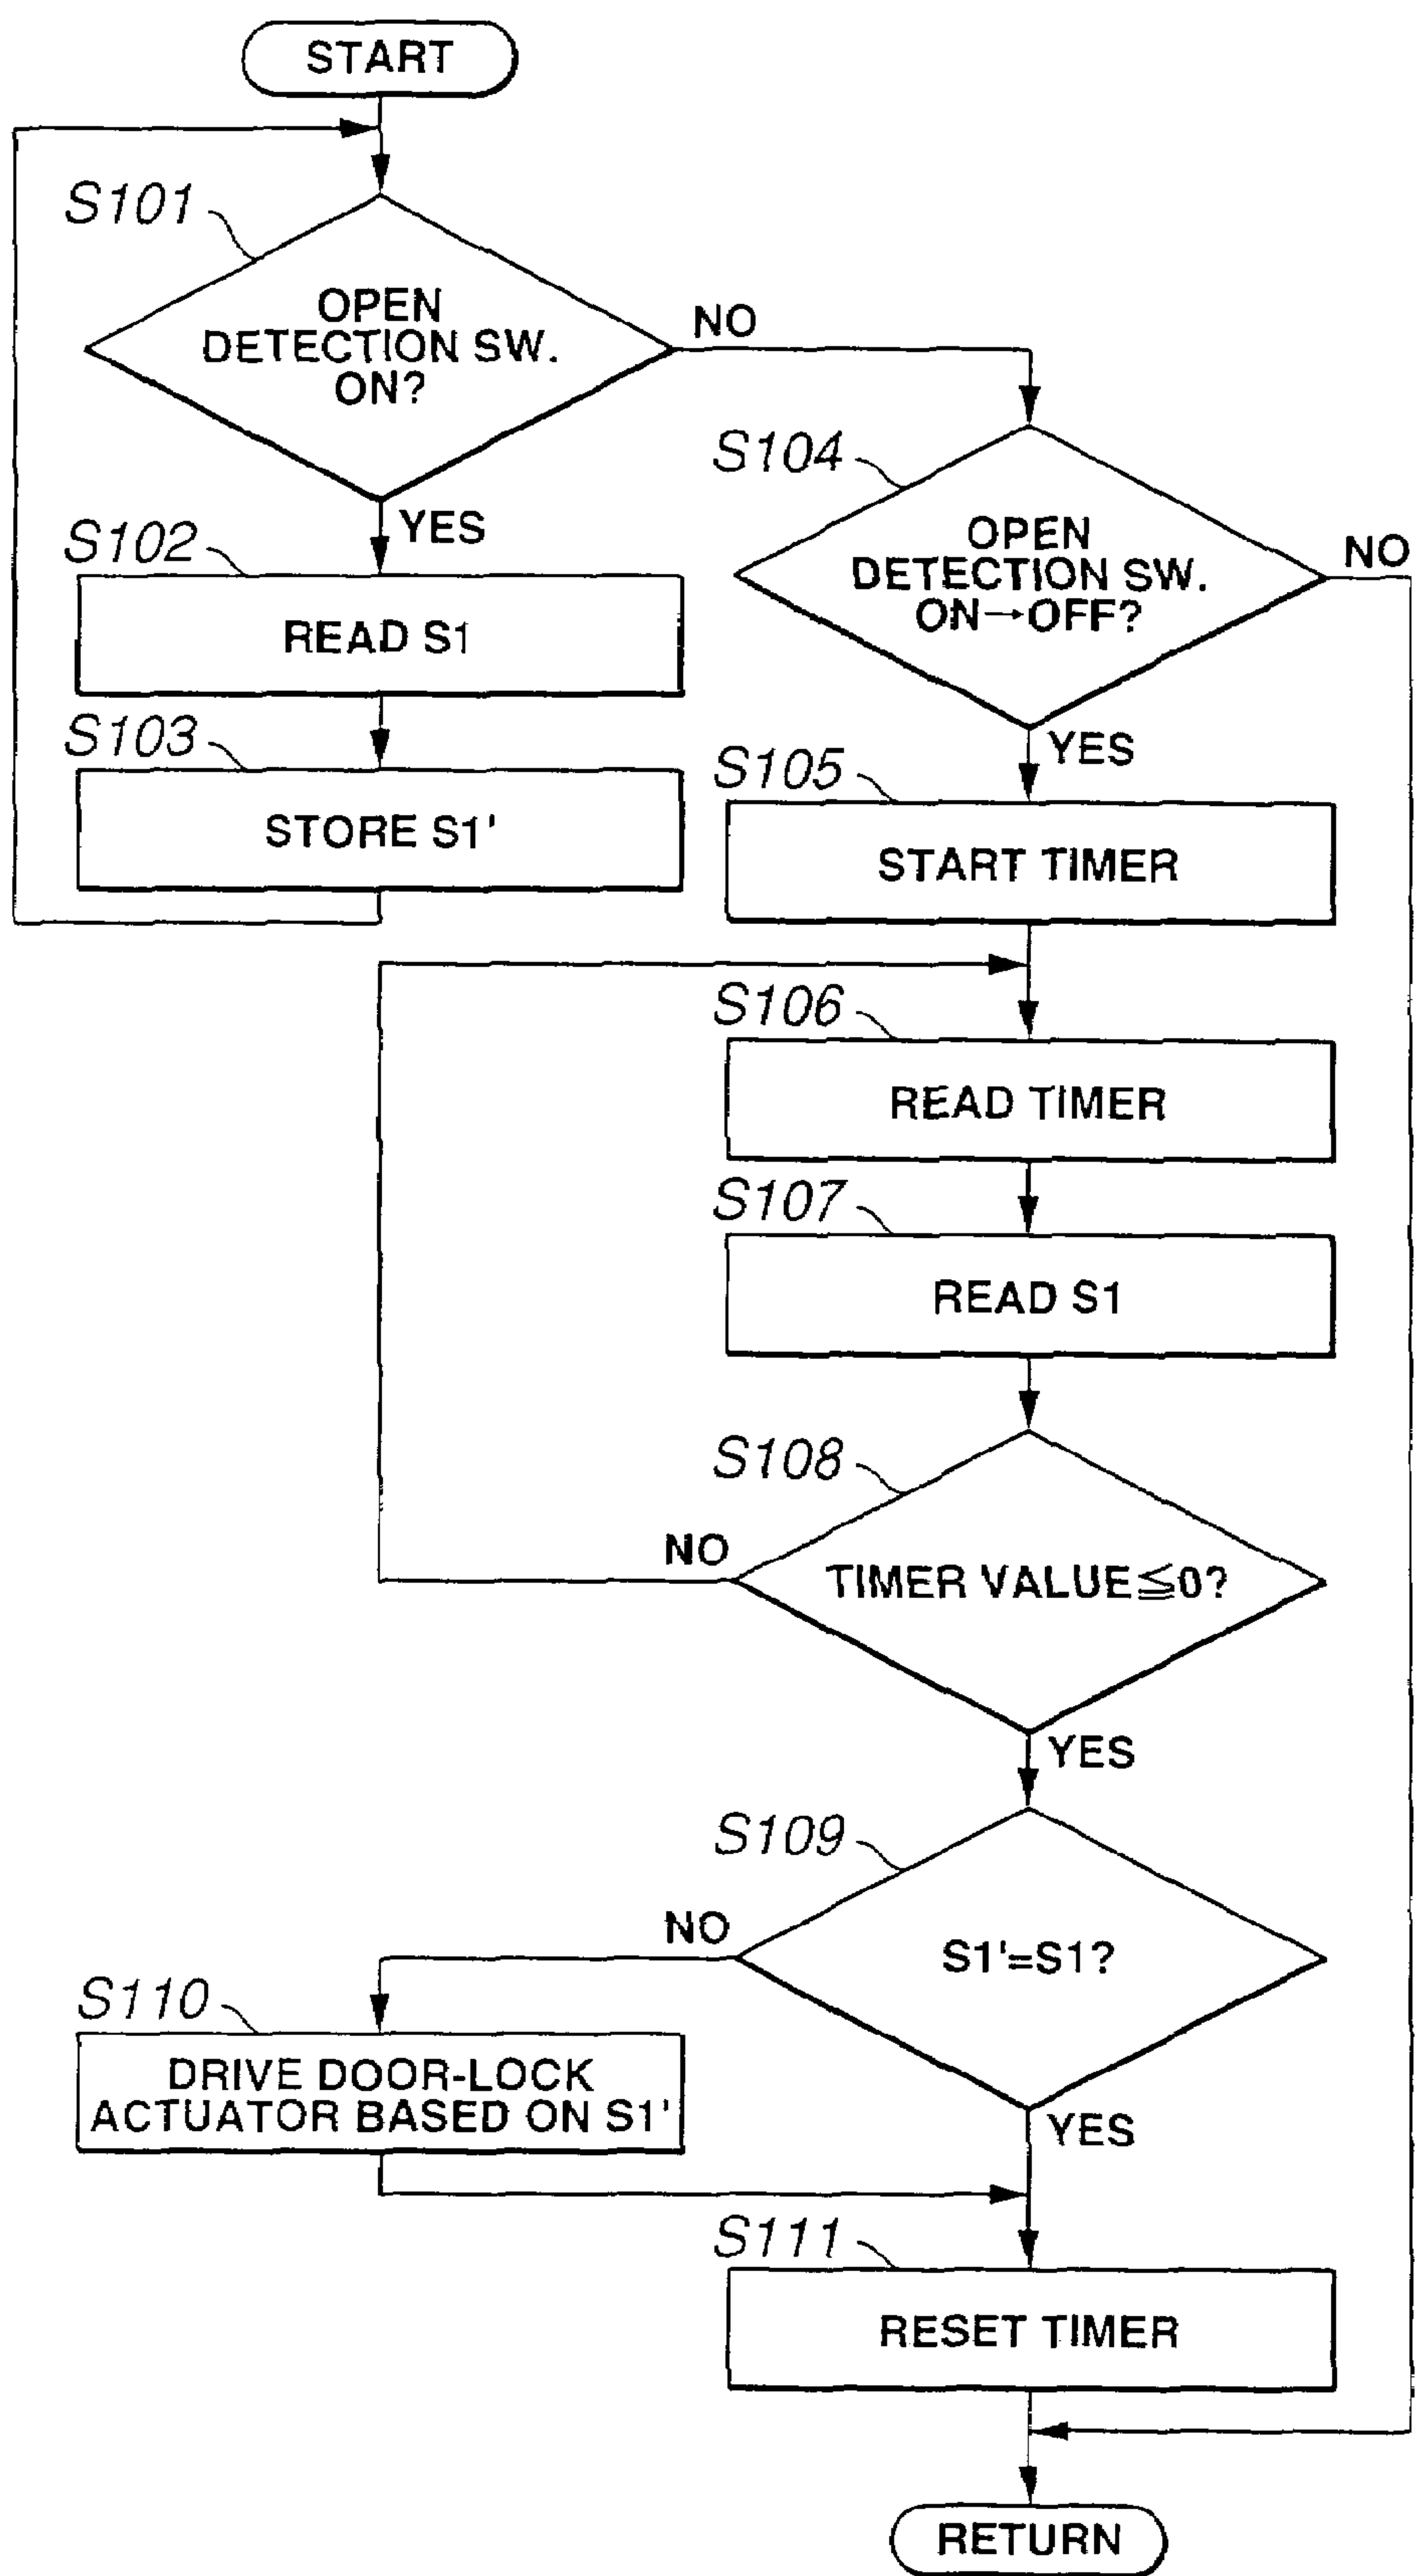 START
S101
OPEN
DETECTION SW.
ON?
NO
YES
S102
READ S1
S103
STORE S1'
S104
OPEN
DETECTION SW.
ON→OFF?
NO
YES
S105
START TIMER
S106
READ TIMER
S107
READ S1
S108
TIMER VALUE≦0?
NO
YES
S109
S1'=S1?
NO
YES
S110
DRIVE DOOR-LOCK
ACTUATOR BASED ON S1'
S111
RESET TIMER
RETURN